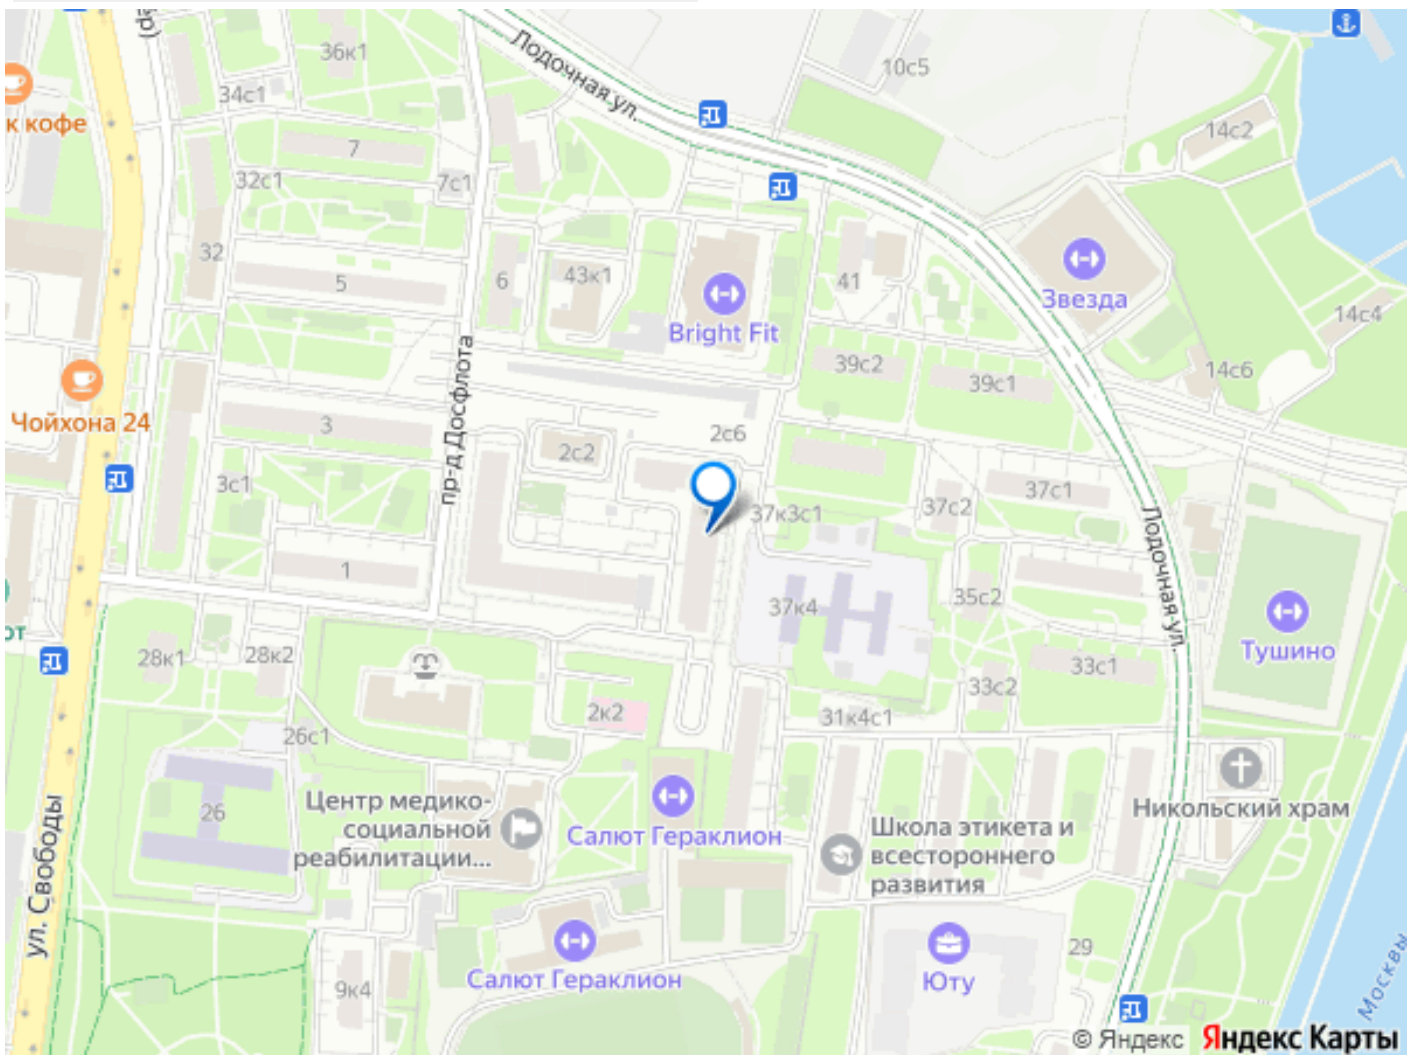 36к1
Лодочная ул.
10с5
34с1
к кофе
14с2
7
32с1
7с1
32
5
6
43к1
41
Звезда
Bright Fit
14с4
39с2
39с1
14с6
Чойхона 24
3
пр-д Досфлота
2с6
2с2
3с1
37с1
37с2
37к3с1
Лодочная ул.
1
37к4
35с2
от
28к1
28к2
33с1
33с2
Тушино
2к2
31к4с1
26с1
26
Центр медико-
социальной
реабилитации...
Салют Гераклион
Школа этикета и
всестороннего
развития
Никольский храм
ул. Свободы
Салют Гераклион
9к4
Юту
29
Москвы
© Яндекс
Яндекс Карты